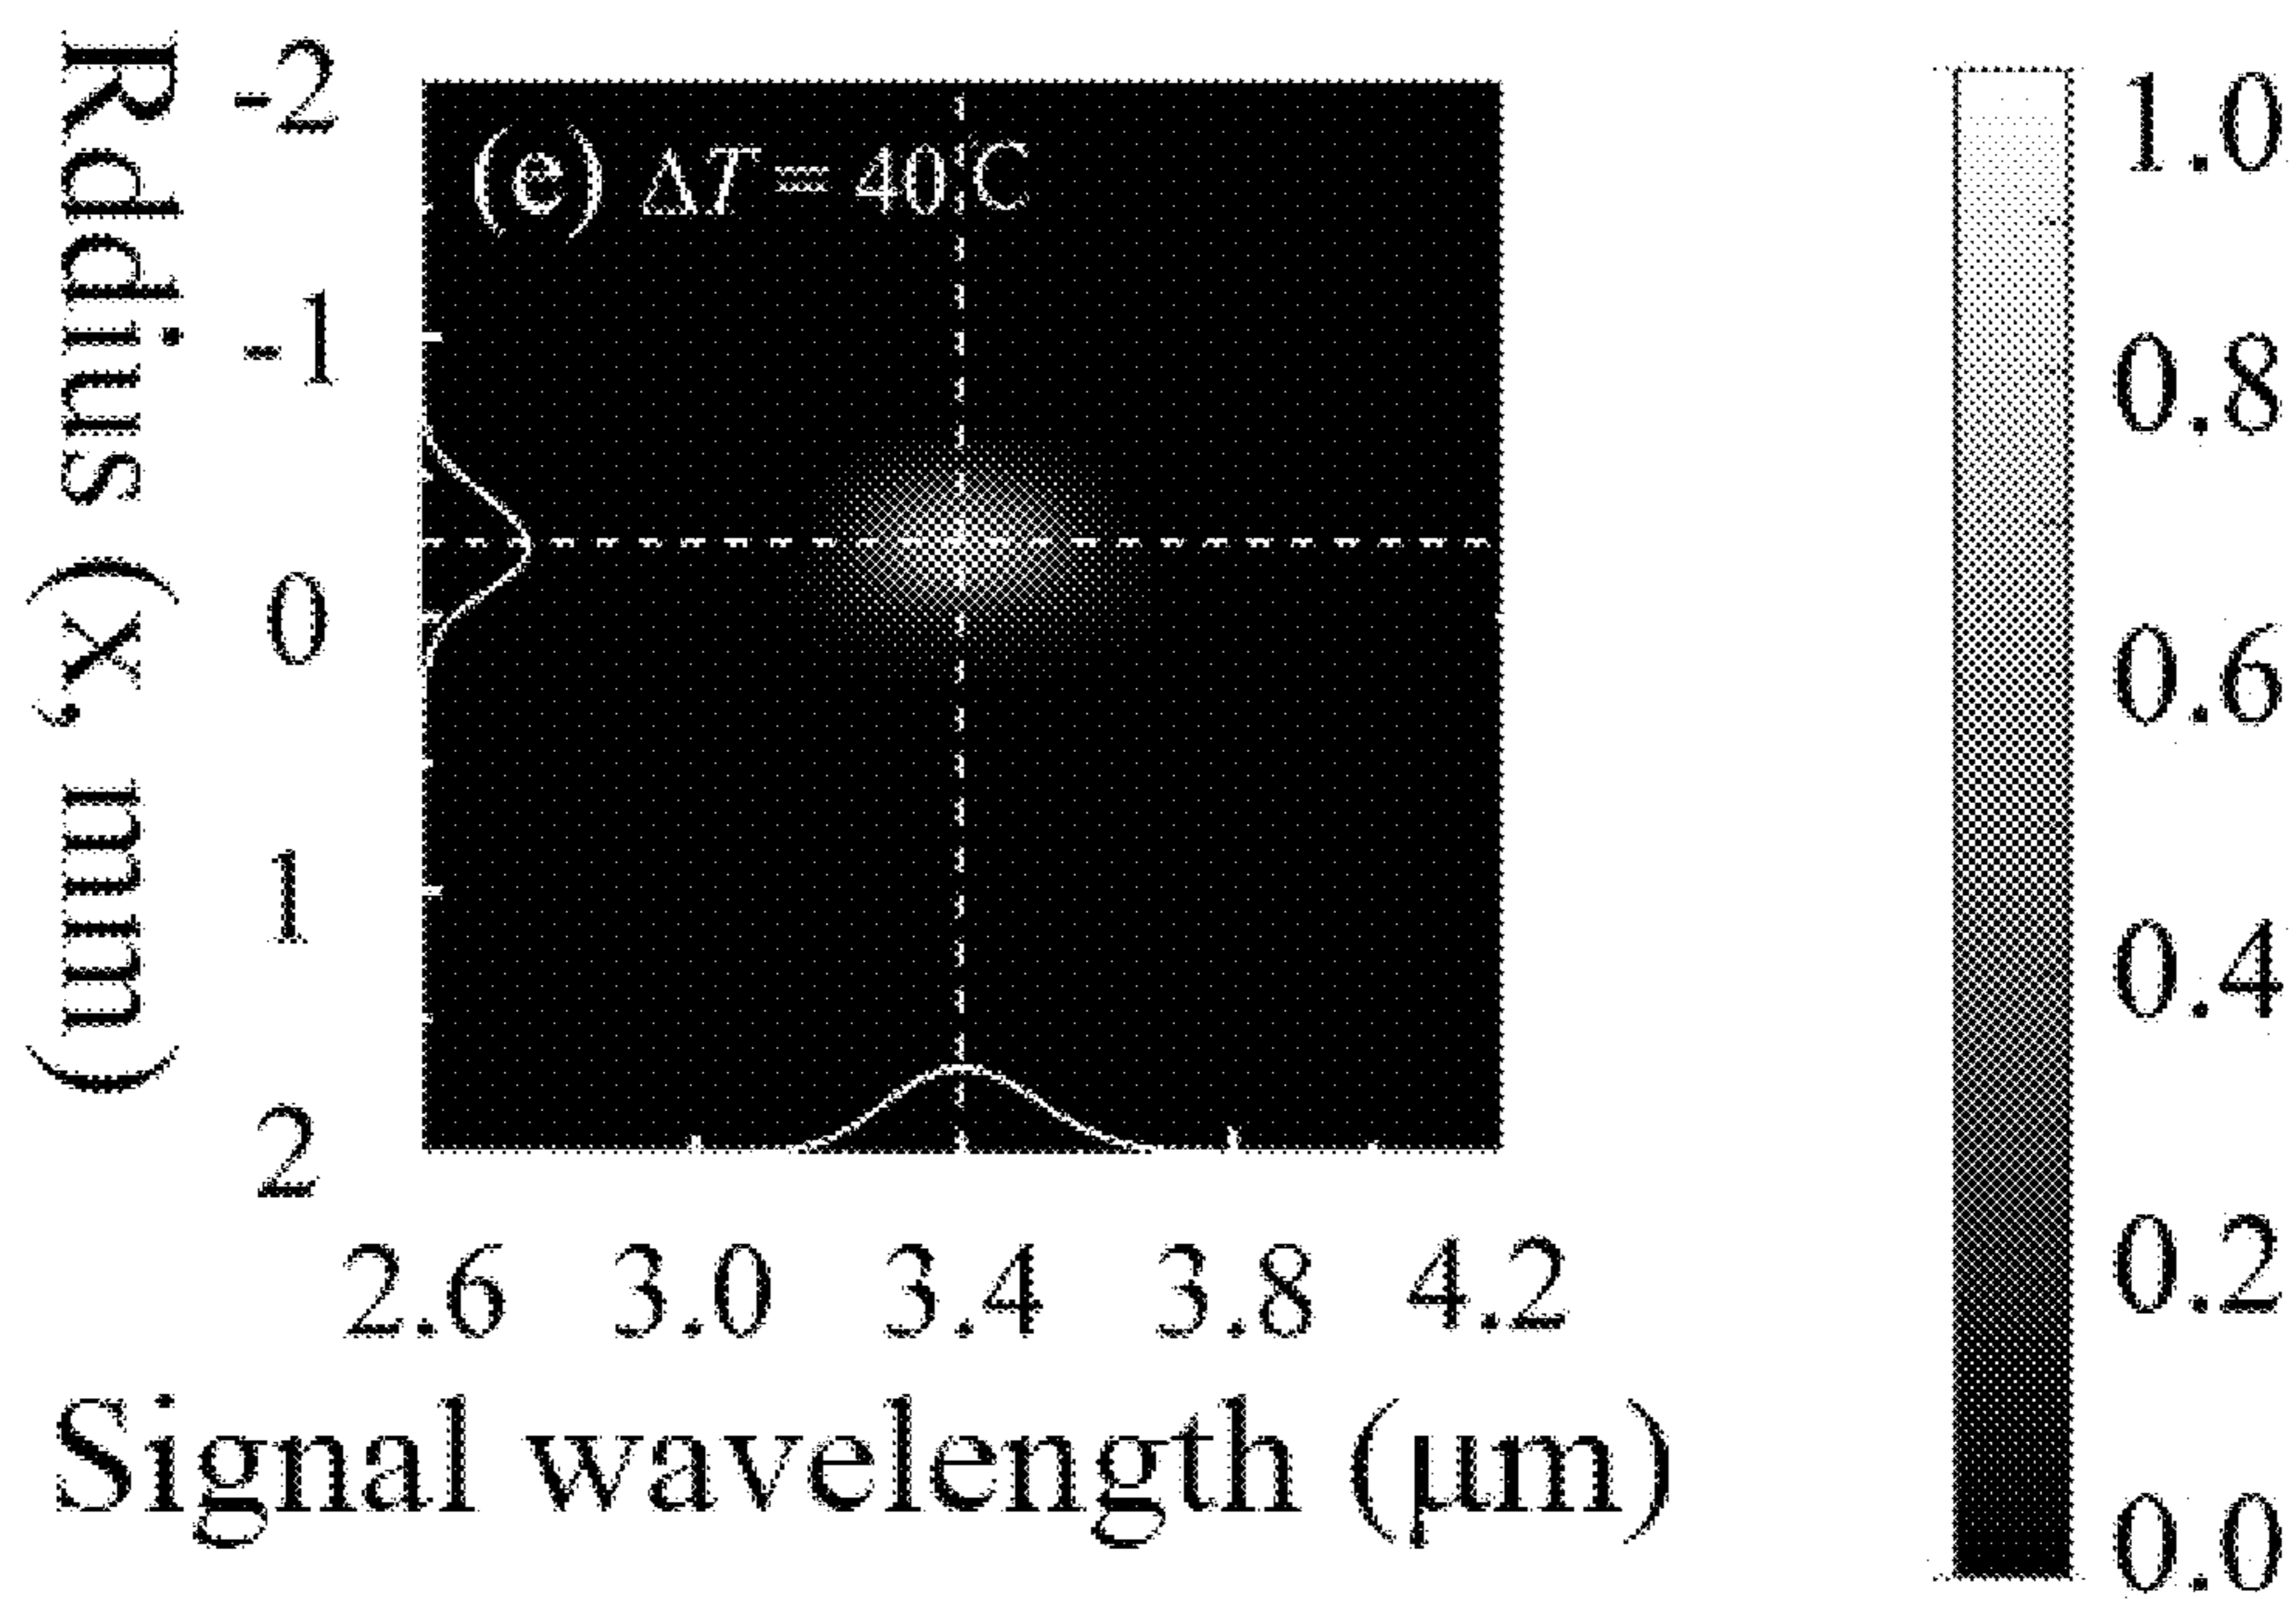 Rddius (x, mm)
-2
-1
0
1
2
(e) ΔT = 40 C
2.6 3.0 3.4 3.8 4.2
Signal wavelength (μm)
1.0
0.8
0.6
0.4
0.2
0.0